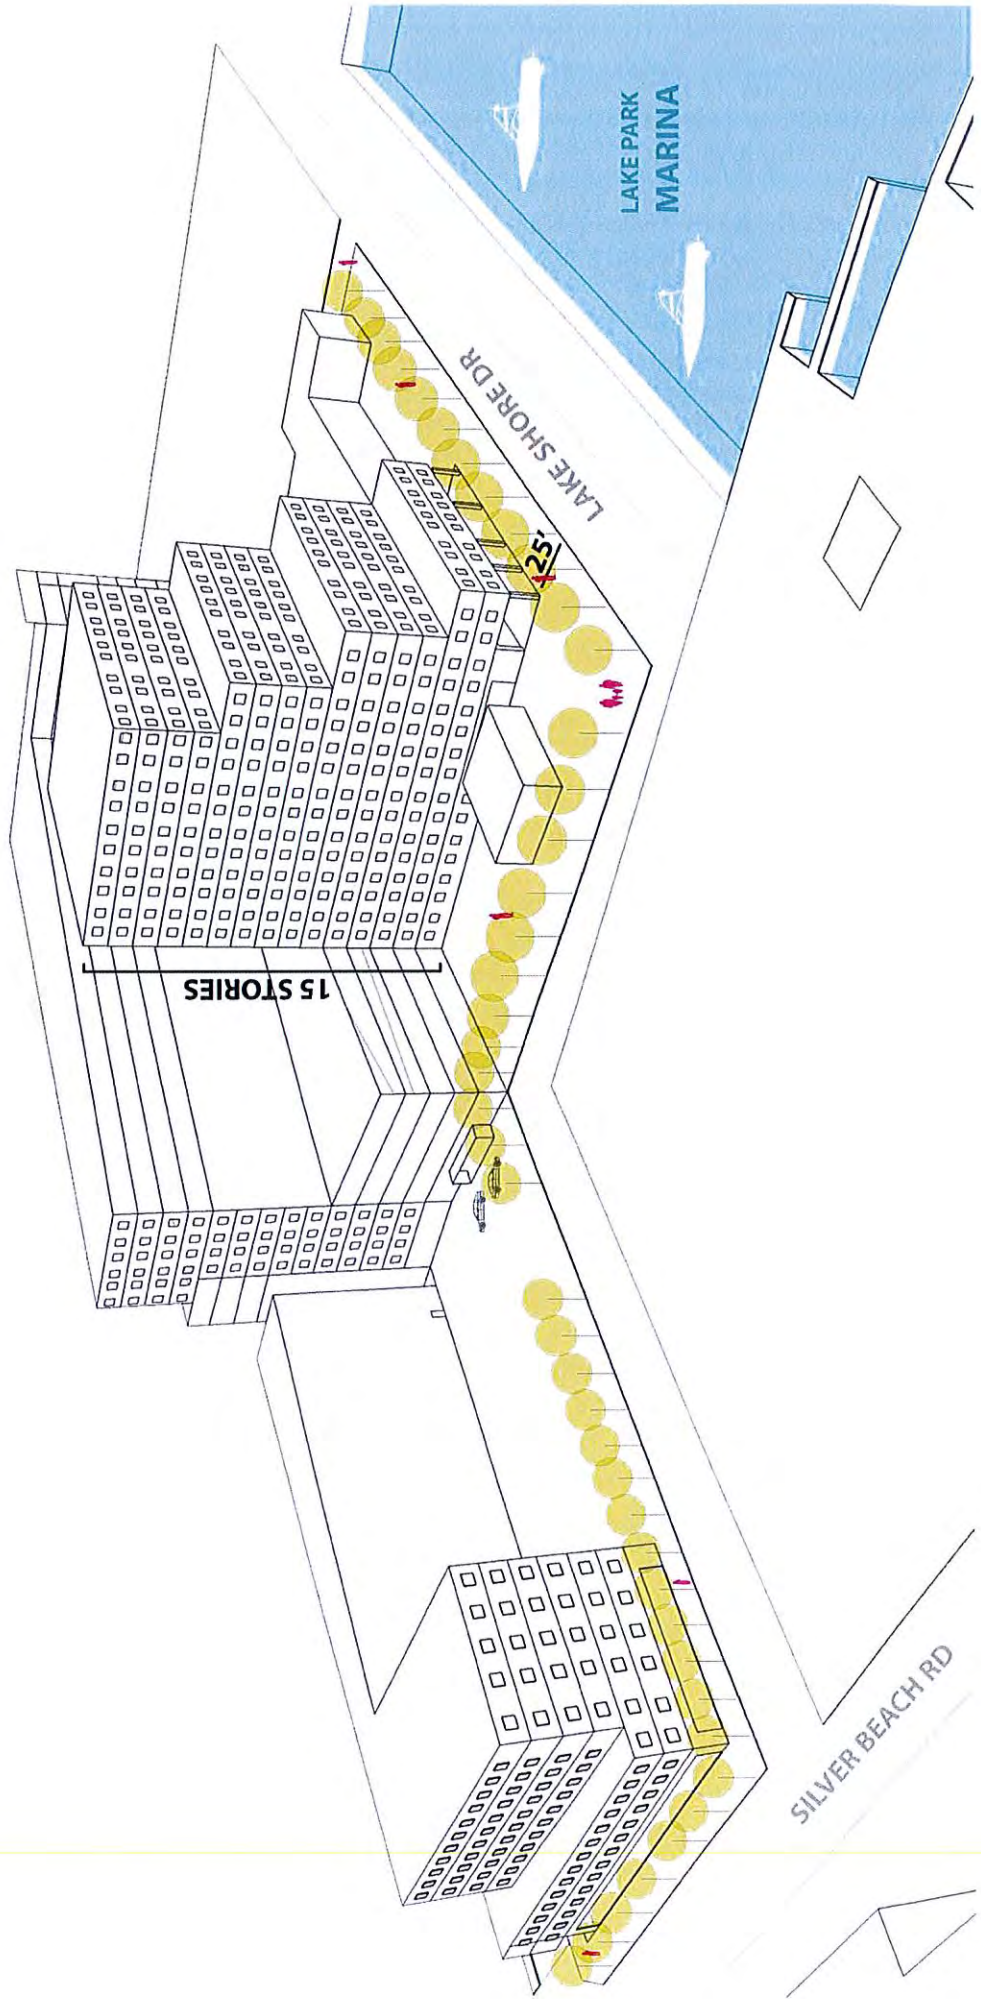 LAKE PARK
MARINA
LAKE SHORE DR
25'
15 STORIES
SILVER BEACH RD